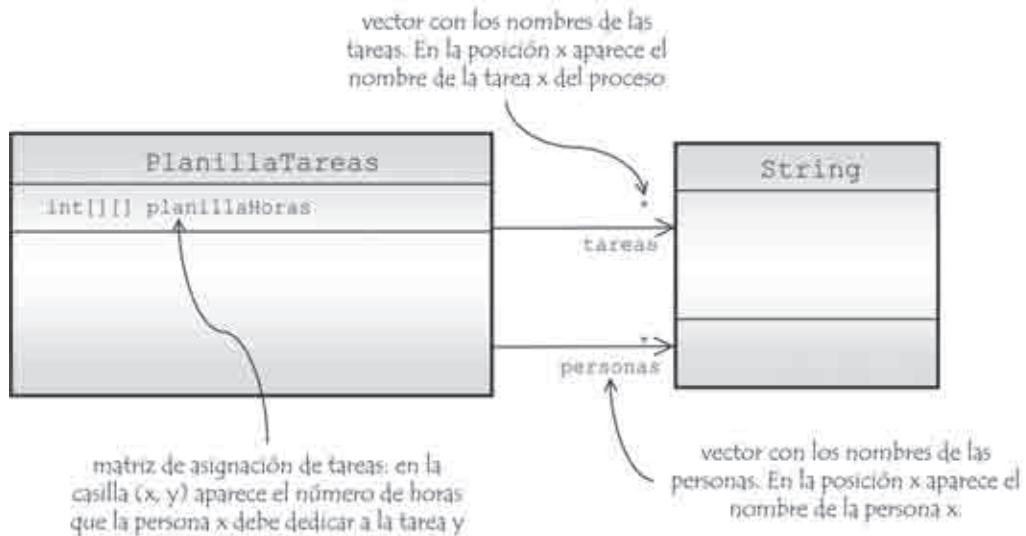 vector con los nombres de las
tareas. En la posición x aparece el
nombre de la tarea x del proceso
PlanillaTareas
int[][] planillaHoras
String
*
tareas
*
personas
matriz de asignación de tareas: en la
casilla (x, y) aparece el número de horas
que la persona x debe dedicar a la tarea y
vector con los nombres de las
personas. En la posición x aparece el
nombre de la persona x.